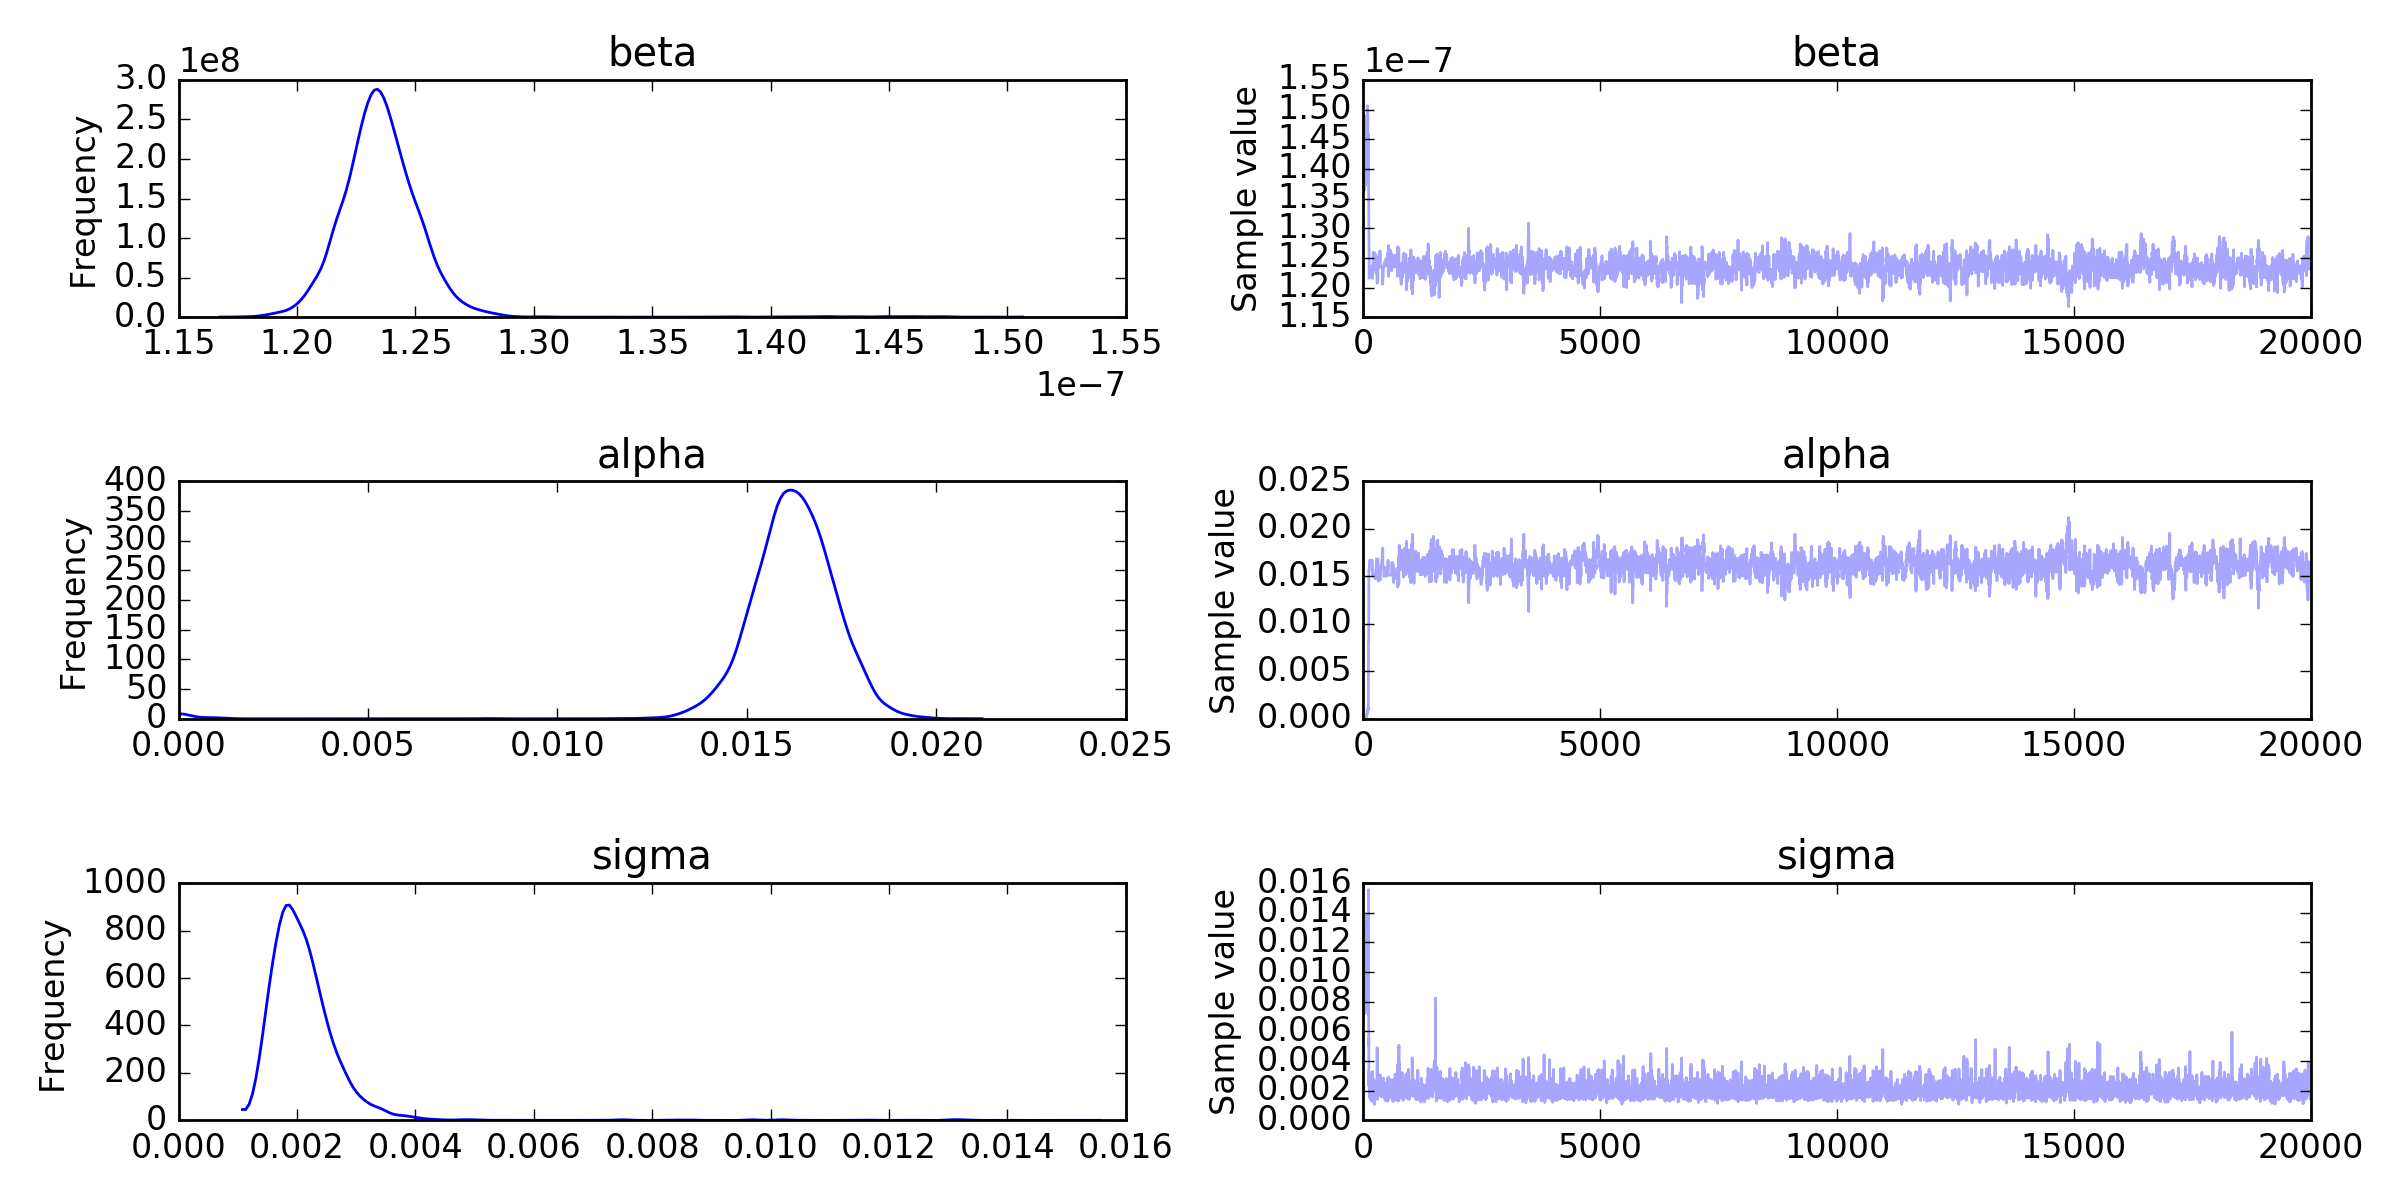 beta
1e8
3.0
2.5
2.0
1.5
1.0
0.5
0.0
Frequency
1.15 1.20 1.25 1.30 1.35 1.40 1.45 1.50 1.55
1e−7
beta
1e−7
1.55
1.50
1.45
1.40
1.35
1.30
1.25
1.20
1.15
Sample value
0 5000 10000 15000 20000
alpha
400
350
300
250
200
150
100
50
0
Frequency
0.000 0.005 0.010 0.015 0.020 0.025
alpha
0.025
0.020
0.015
0.010
0.005
0.000
Sample value
0 5000 10000 15000 20000
sigma
1000
800
600
400
200
0
Frequency
0.000 0.002 0.004 0.006 0.008 0.010 0.012 0.014 0.016
sigma
0.016
0.014
0.012
0.010
0.008
0.006
0.004
0.002
0.000
Sample value
0 5000 10000 15000 20000